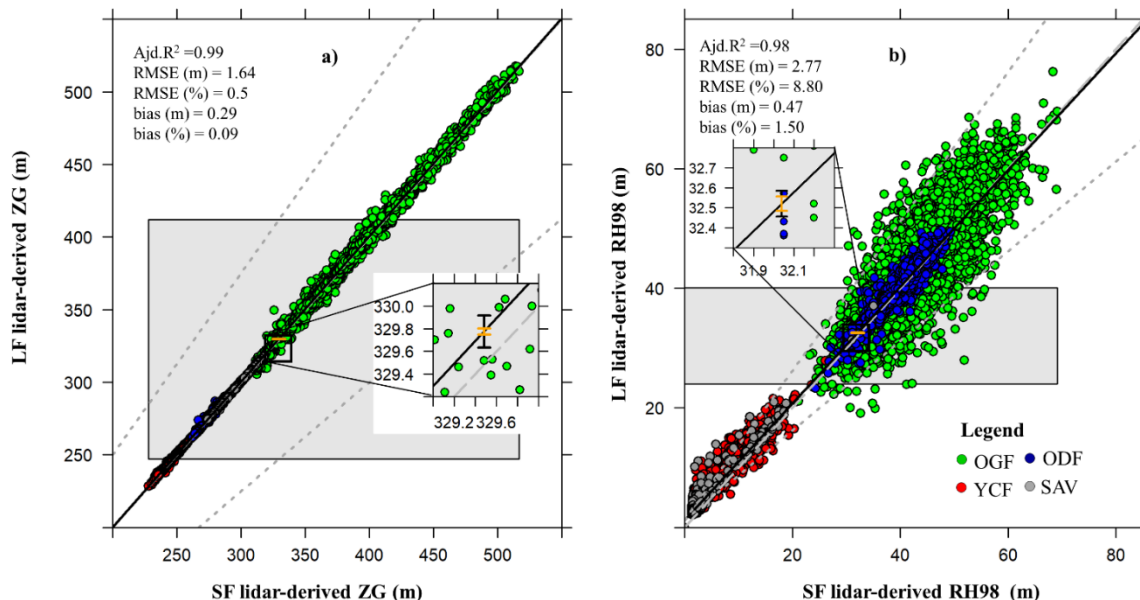 a)
Ajd.R² =0.99
RMSE (m) = 1.64
RMSE (%) = 0.5
bias (m) = 0.29
bias (%) = 0.09
LF lidar-derived ZG (m)
500
450
400
350
300
250
330.0
329.8
329.6
329.4
329.2 329.6
250 300 350 400 450 500
SF lidar-derived ZG (m)
b)
Ajd.R² =0.98
RMSE (m) = 2.77
RMSE (%) = 8.80
bias (m) = 0.47
bias (%) = 1.50
LF lidar-derived RH98 (m)
80
60
40
20
32.7
32.6
32.5
32.4
31.9 32.1
Legend
OGF ODF
YCF SAV
20 40 60 80
SF lidar-derived RH98 (m)